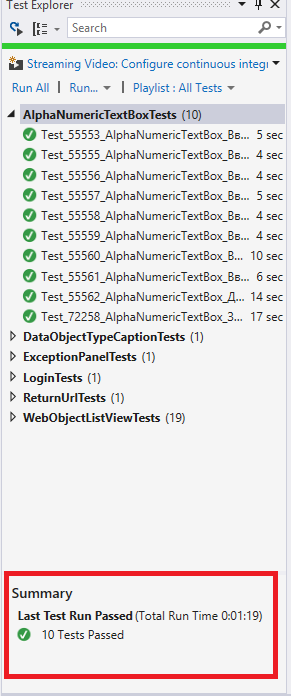 Test Explorer
Search
Streaming Video: Configure continuous integr
Run All | Run... | Playlist : All Tests
AlphaNumericTextBoxTests (10)
Test_55553_AlphaNumericTextBox_Вв... 5 sec
Test_55555_AlphaNumericTextBox_Вв... 4 sec
Test_55556_AlphaNumericTextBox_Вв... 4 sec
Test_55557_AlphaNumericTextBox_Вв... 5 sec
Test_55558_AlphaNumericTextBox_Вв... 4 sec
Test_55559_AlphaNumericTextBox_Вв... 4 sec
Test_55560_AlphaNumericTextBox_В... 10 sec
Test_55561_AlphaNumericTextBox_Вв... 6 sec
Test_55562_AlphaNumericTextBox_Д... 14 sec
Test_72258_AlphaNumericTextBox_З... 17 sec
DataObjectTypeCaptionTests (1)
ExceptionPanelTests (1)
LoginTests (1)
ReturnUrlTests (1)
WebObjectListViewTests (19)
Summary
Last Test Run Passed (Total Run Time 0:01:19)
10 Tests Passed